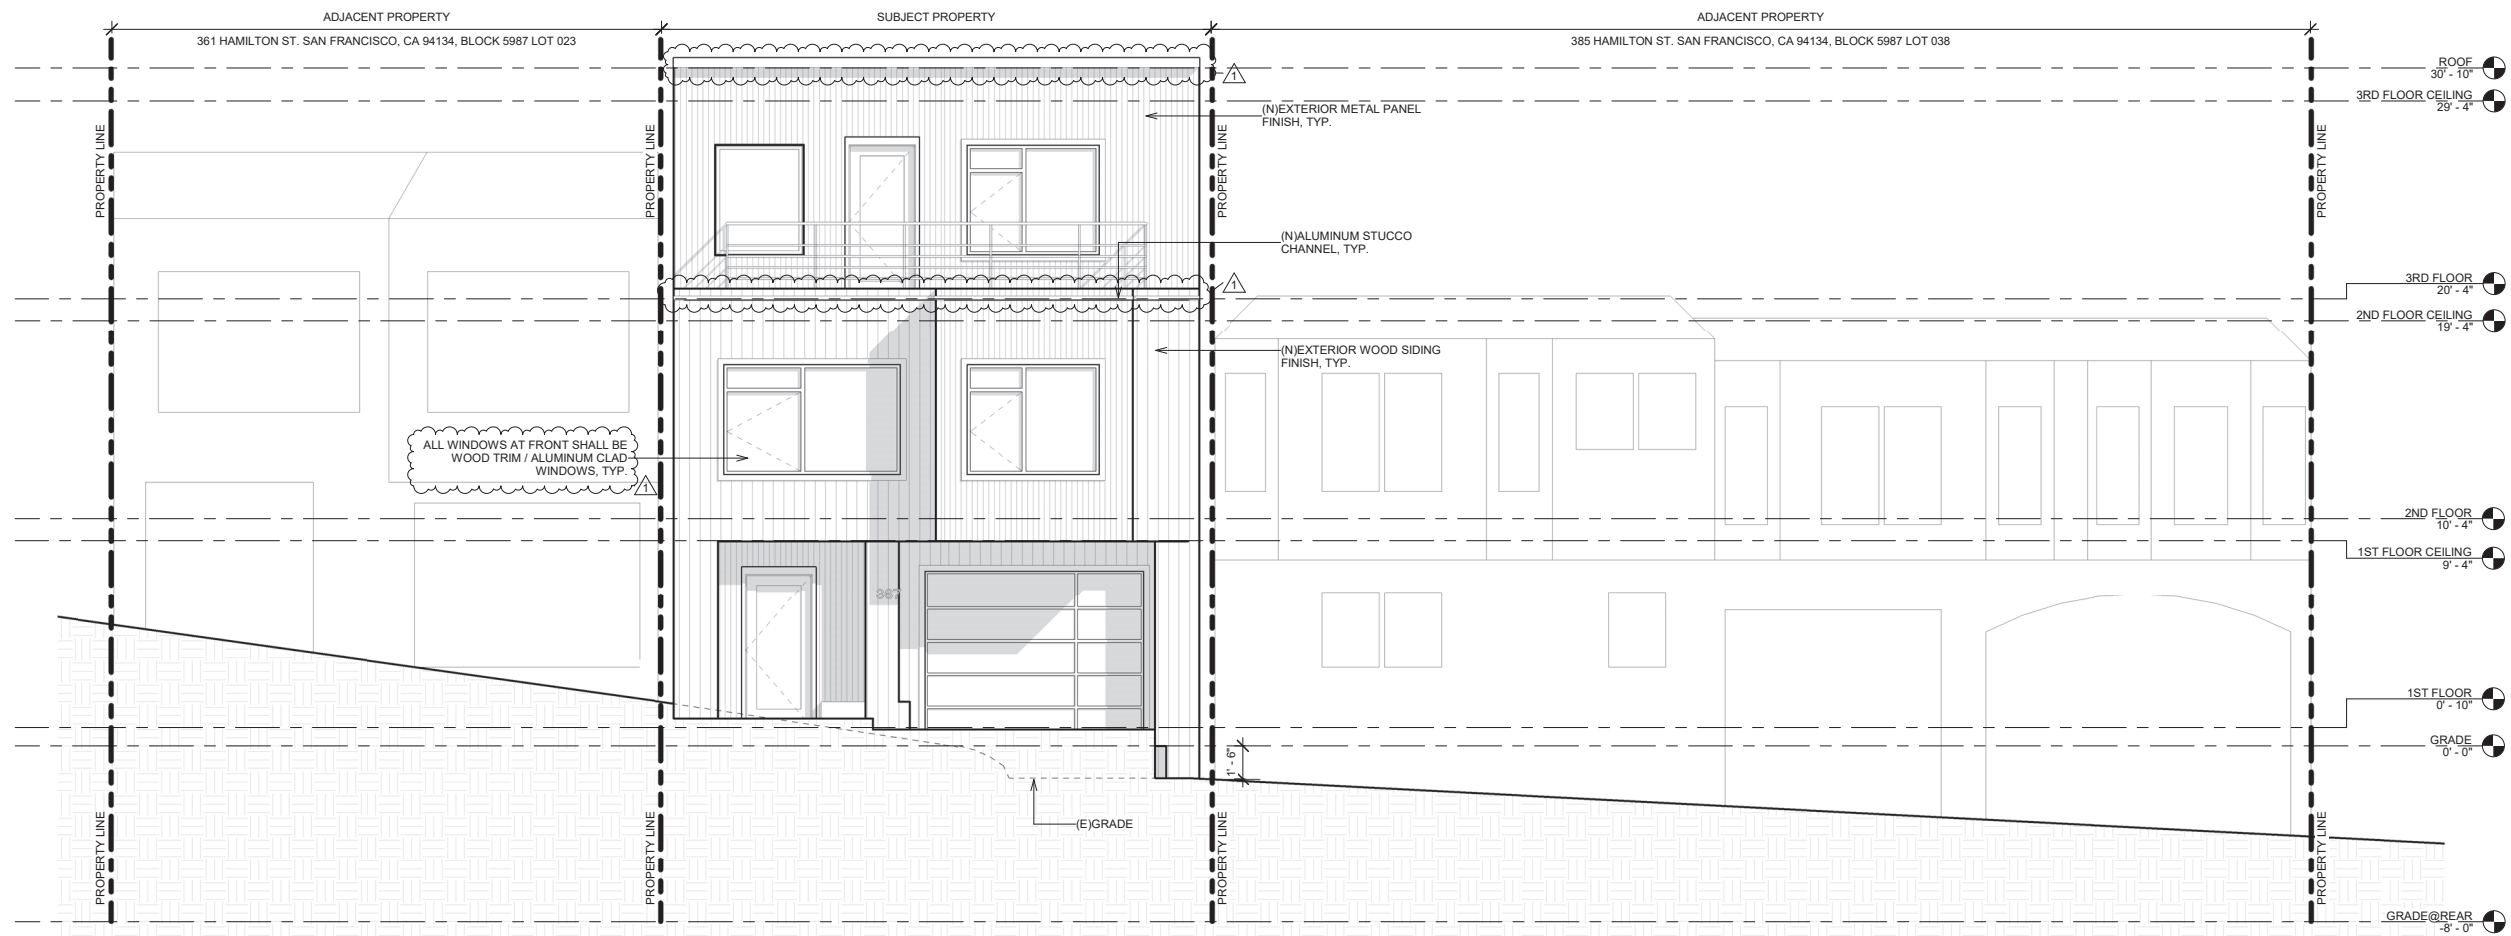 ADJACENT PROPERTY
SUBJECT PROPERTY
ADJACENT PROPERTY
361 HAMILTON ST. SAN FRANCISCO, CA 94134, BLOCK 5987 LOT 023
385 HAMILTON ST. SAN FRANCISCO, CA 94134, BLOCK 5987 LOT 038
ROOF
30' - 10"
1
3RD FLOOR CEILING
29' - 4"
(N)EXTERIOR METAL PANEL
FINISH, TYP.
PROPERTY LINE
PROPERTY LINE
PROPERTY LINE
PROPERTY LINE
(N)ALUMINUM STUCCO
CHANNEL, TYP.
3RD FLOOR
20' - 4"
1
2ND FLOOR CEILING
19' - 4"
(N)EXTERIOR WOOD SIDING
FINISH, TYP.
ALL WINDOWS AT FRONT SHALL BE
WOOD TRIM / ALUMINUM CLAD
WINDOWS, TYP.
1
2ND FLOOR
10' - 4"
1ST FLOOR CEILING
9' - 4"
1ST FLOOR
0' - 10"
GRADE
0' - 0"
1' - 6"
(E)GRADE
PROPERTY LINE
PROPERTY LINE
PROPERTY LINE
PROPERTY LINE
GRADE@REAR
-8' - 0"